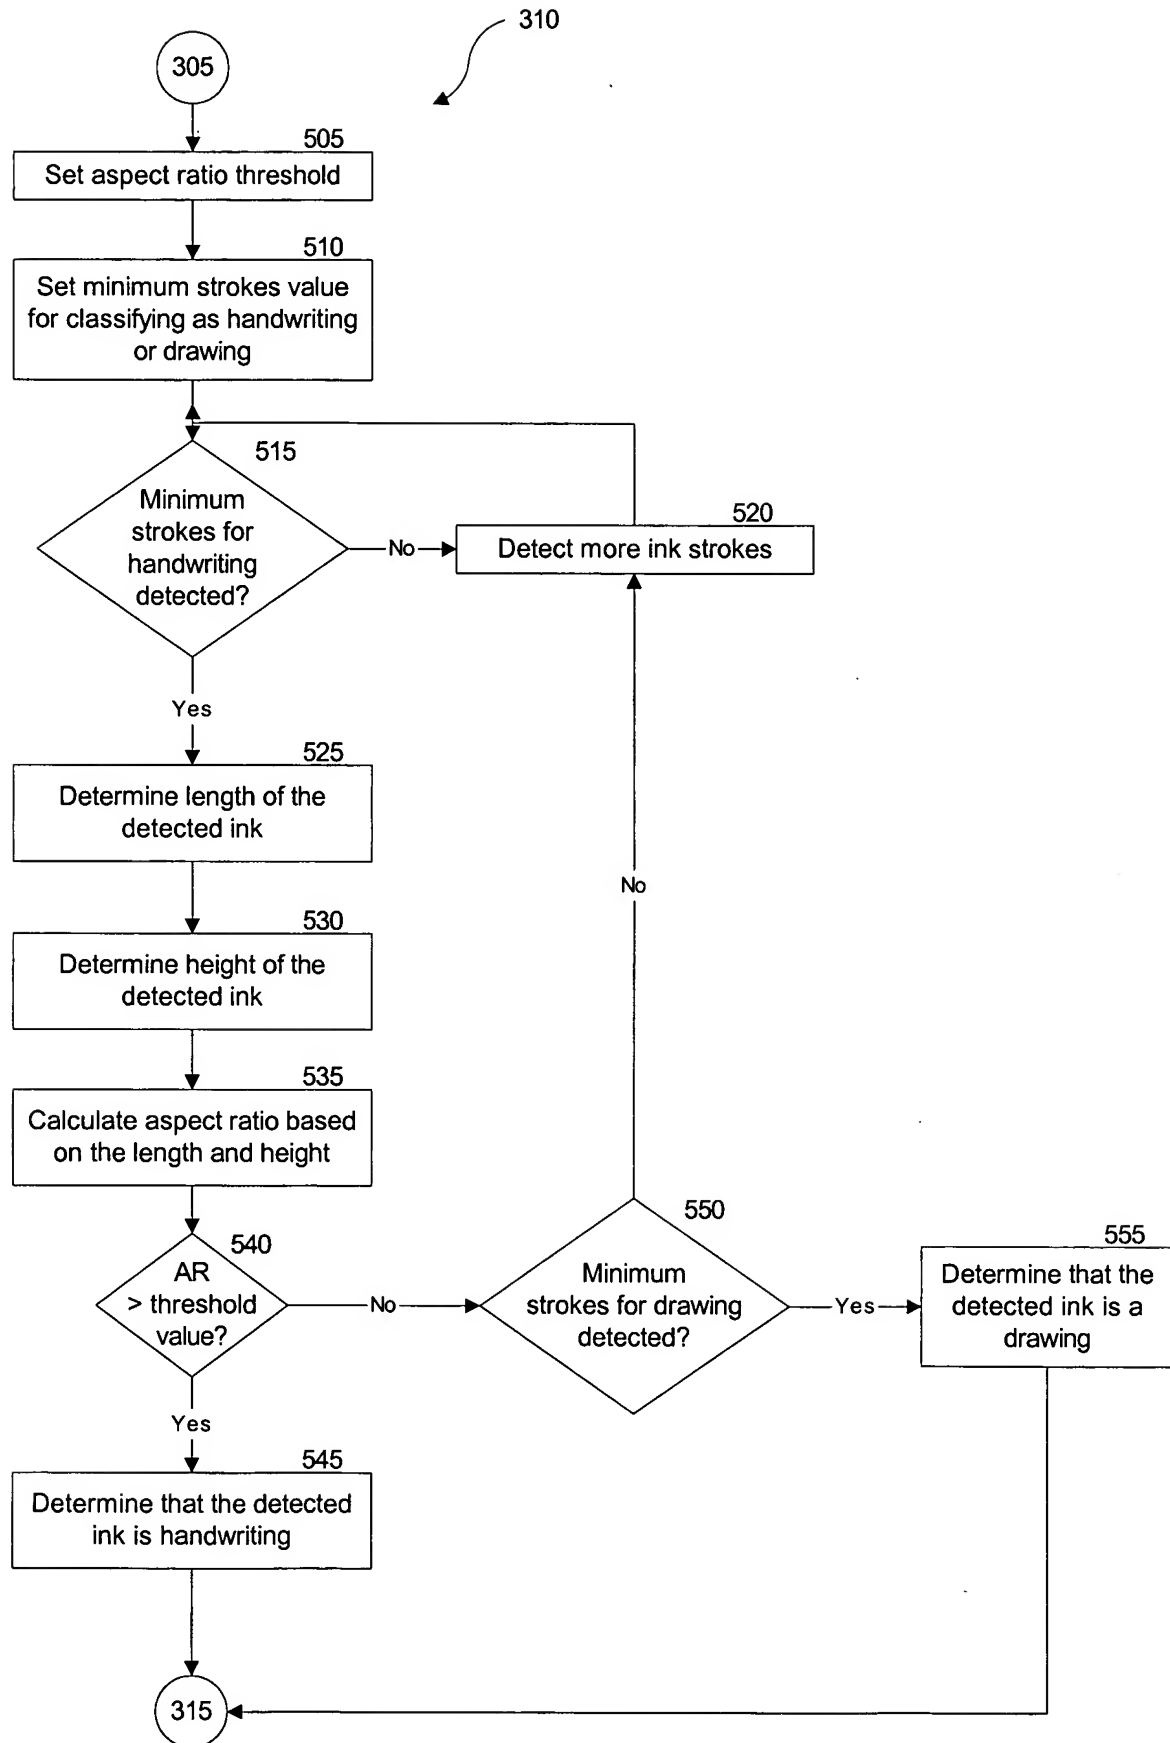 310
305
505
Set aspect ratio threshold
510
Set minimum strokes value
for classifying as handwriting
or drawing
515
Minimum
strokes for
handwriting
detected?
No
520
Detect more ink strokes
Yes
525
Determine length of the
detected ink
No
530
Determine height of the
detected ink
535
Calculate aspect ratio based
on the length and height
540
AR
> threshold
value?
No
550
Minimum
strokes for drawing
detected?
Yes
555
Determine that the
detected ink is a
drawing
Yes
545
Determine that the detected
ink is handwriting
315